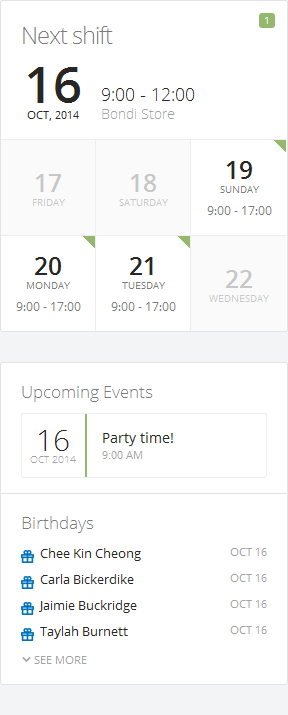 Next shift
1
16
OCT, 2014
9:00 - 12:00
Bondi Store
17
FRIDAY
18
SATURDAY
19
SUNDAY
9:00 - 17:00
20
MONDAY
9:00 - 17:00
21
TUESDAY
9:00 - 17:00
22
WEDNESDAY
Upcoming Events
16
OCT 2014
Party time!
9:00 AM
Birthdays
Chee Kin Cheong OCT 16
Carla Bickerdike OCT 16
Jaimie Buckridge OCT 16
Taylah Burnett OCT 16
SEE MORE